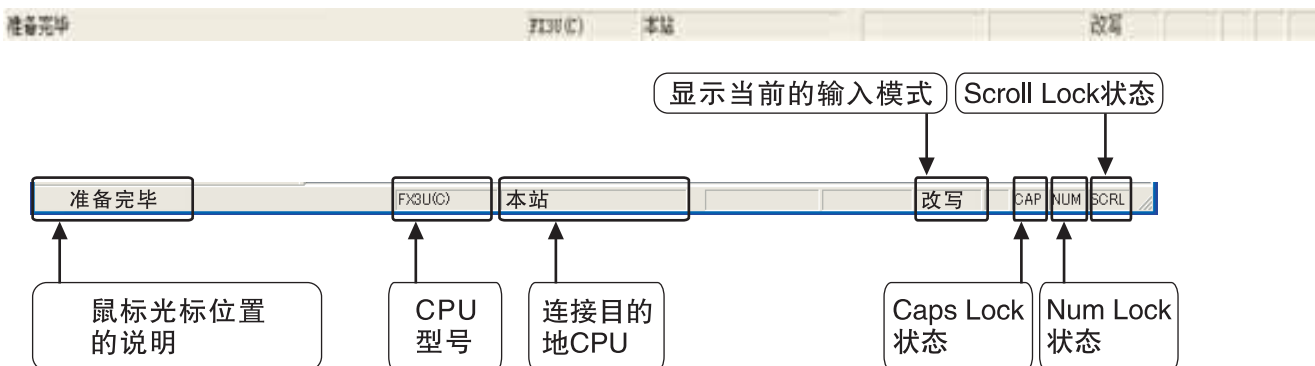 准备完毕 FX3U(C) 本站 改写
显示当前的输入模式 Scroll Lock状态
准备完毕 FX3U(C) 本站 改写 CAP NUM SCRL
鼠标光标位置
的说明
CPU
型号
连接目的
地CPU
Caps Lock
状态
Num Lock
状态